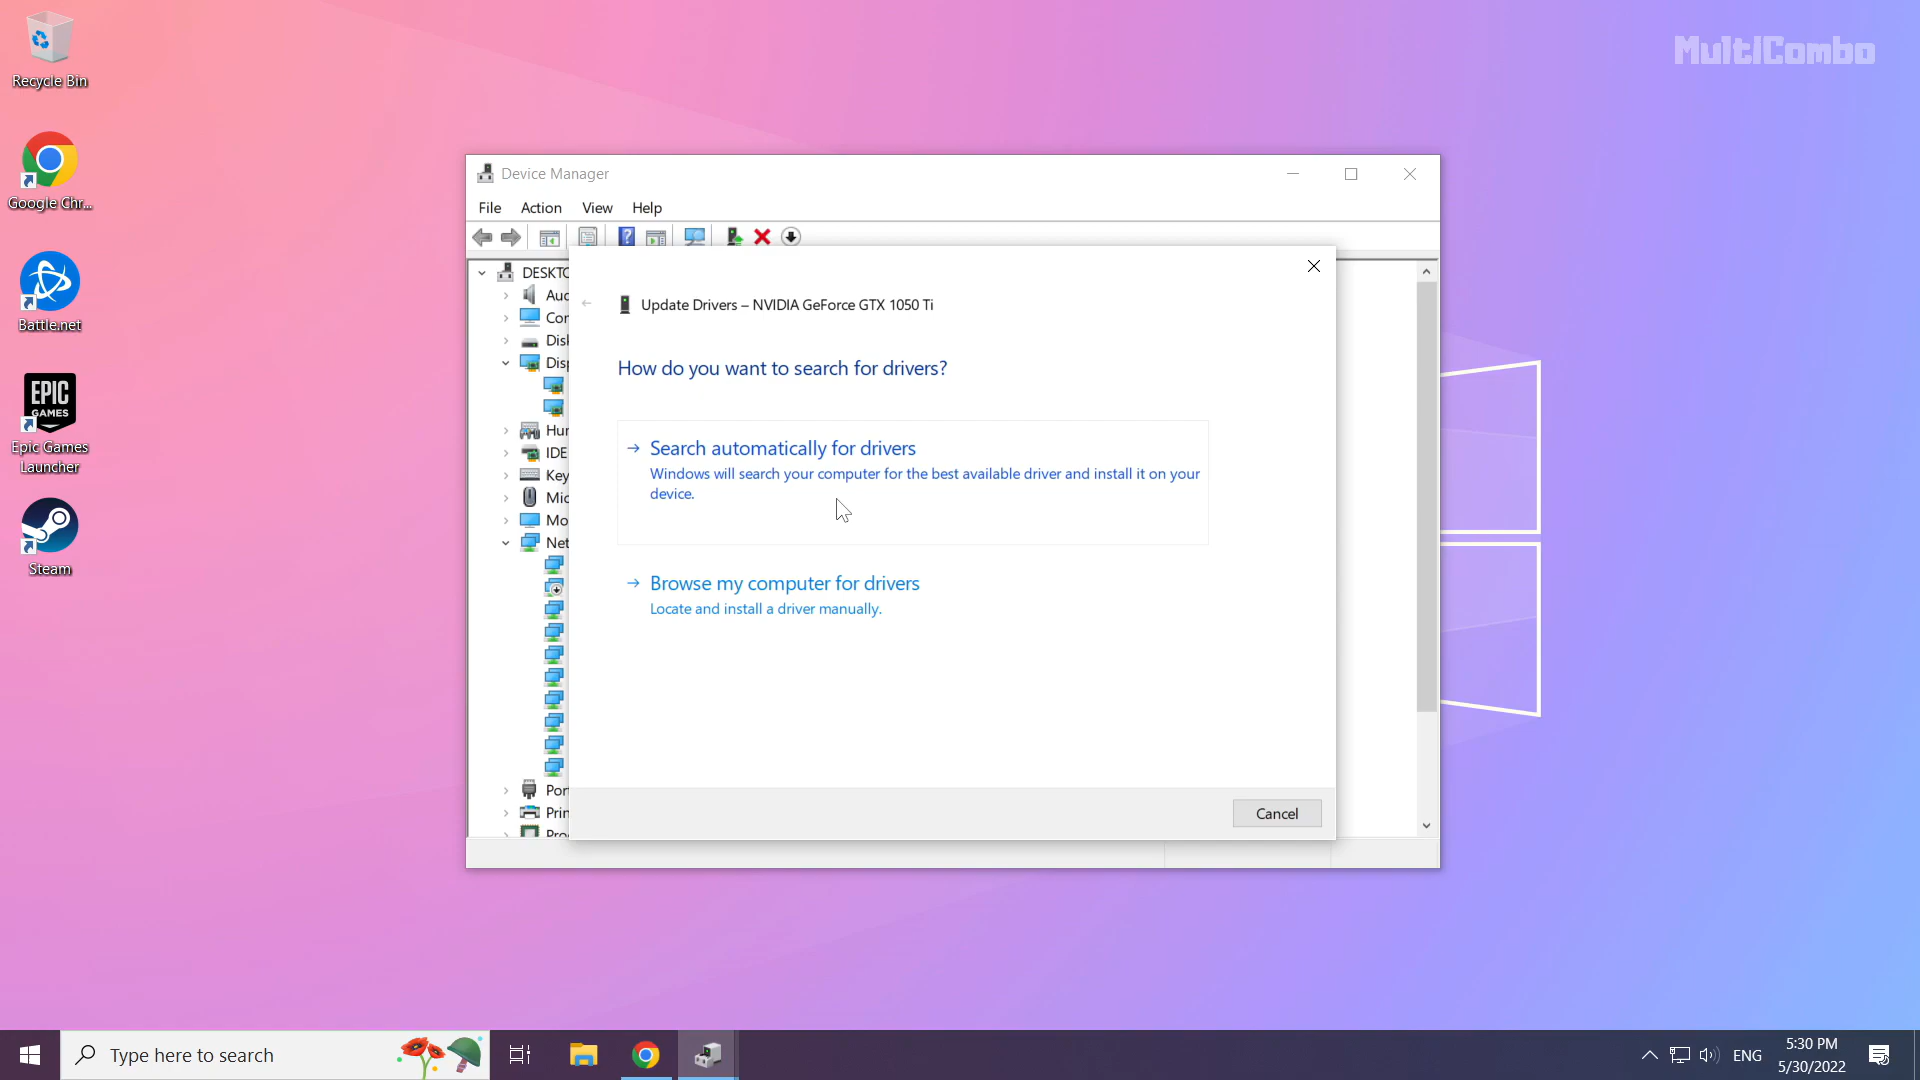 Recycle Bin
MultiCombo
Google Chr...
Battle.net
EPIC
GAMES
Epic Games
Launcher
Steam
Device Manager
File Action View Help
DESKTO
Auc
Cor
Disk
Disp
Hur
IDE
Key
Mic
Mo
Net
Por
Prin
Pro
Update Drivers – NVIDIA GeForce GTX 1050 Ti
How do you want to search for drivers?
Search automatically for drivers
Windows will search your computer for the best available driver and install it on your
device.
Browse my computer for drivers
Locate and install a driver manually.
Cancel
Type here to search
ENG
5:30 PM
5/30/2022